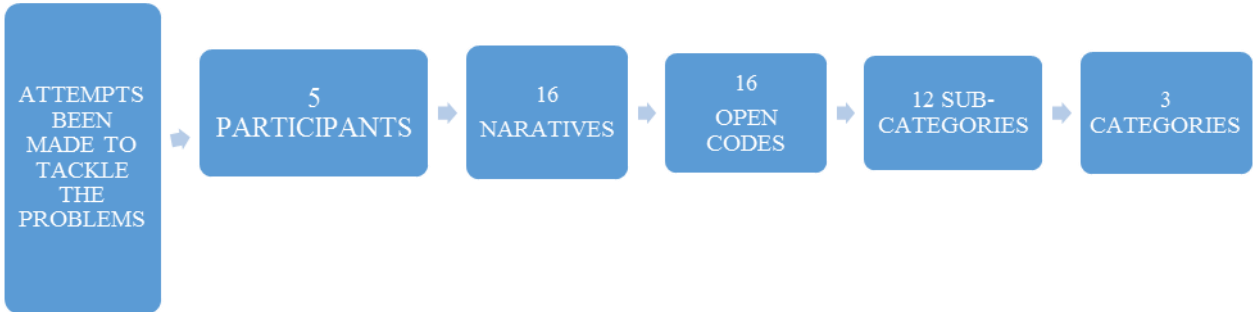 ATTEMPTS
BEEN
MADE TO
TACKLE
THE
PROBLEMS
5
PARTICIPANTS
16
NARATIVES
16
OPEN
CODES
12 SUB-
CATEGORIES
3
CATEGORIES